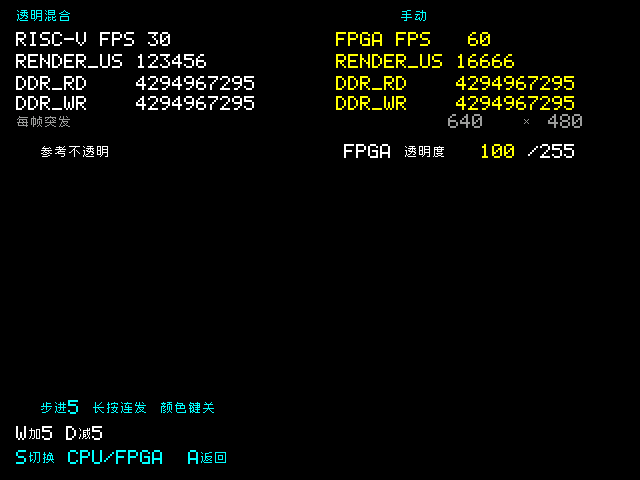 透明混合 手动
RISC-V FPS 30 FPGA FPS 60
RENDER_US 123456 RENDER_US 16666
DDR_RD 4294967295 DDR_RD 4294967295
DDR_WR 4294967295 DDR_WR 4294967295
每帧突发 640 × 480
参考不透明 FPGA 透明度 100 /255
步进5 长按连发 颜色键关
W加5 D减5
S切换 CPU/FPGA A返回